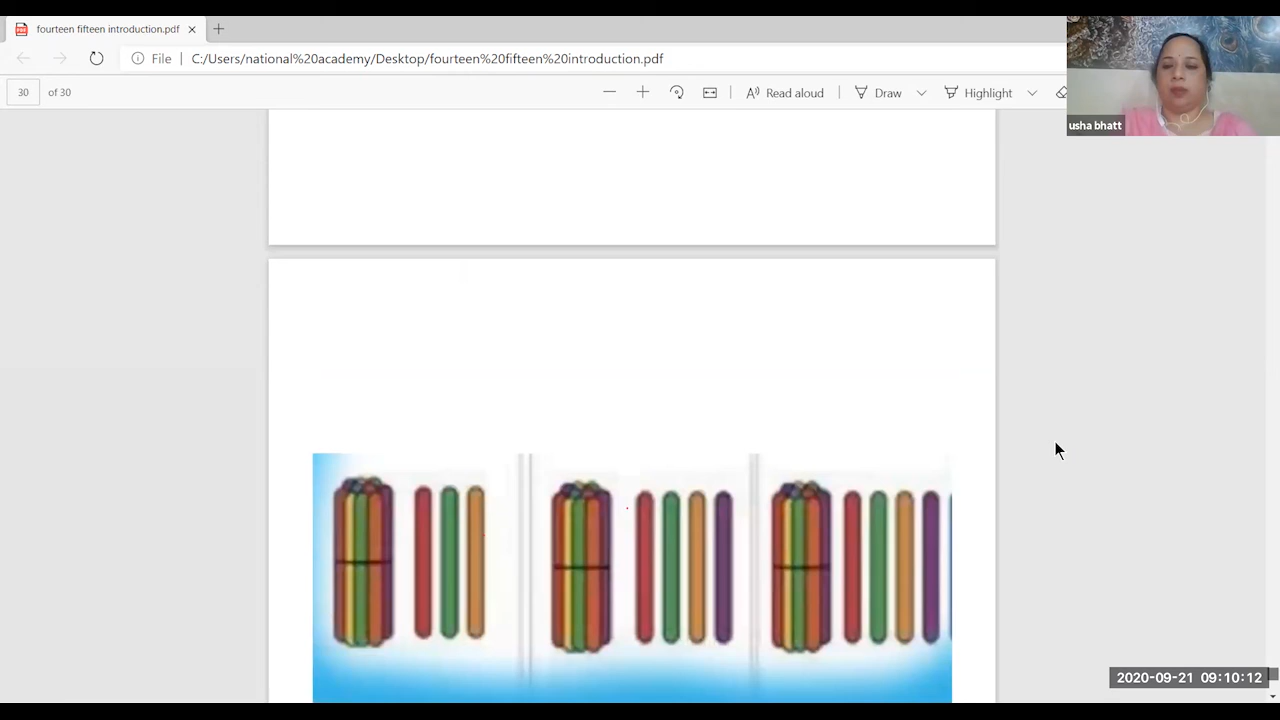 fourteen fifteen introduction.pdf
File
C:/Users/national%20academy/Desktop/fourteen%20fifteen%20introduction.pdf
30 of 30
Read aloud
Draw
Highlight
usha bhatt
2020-09-21 09:10:12